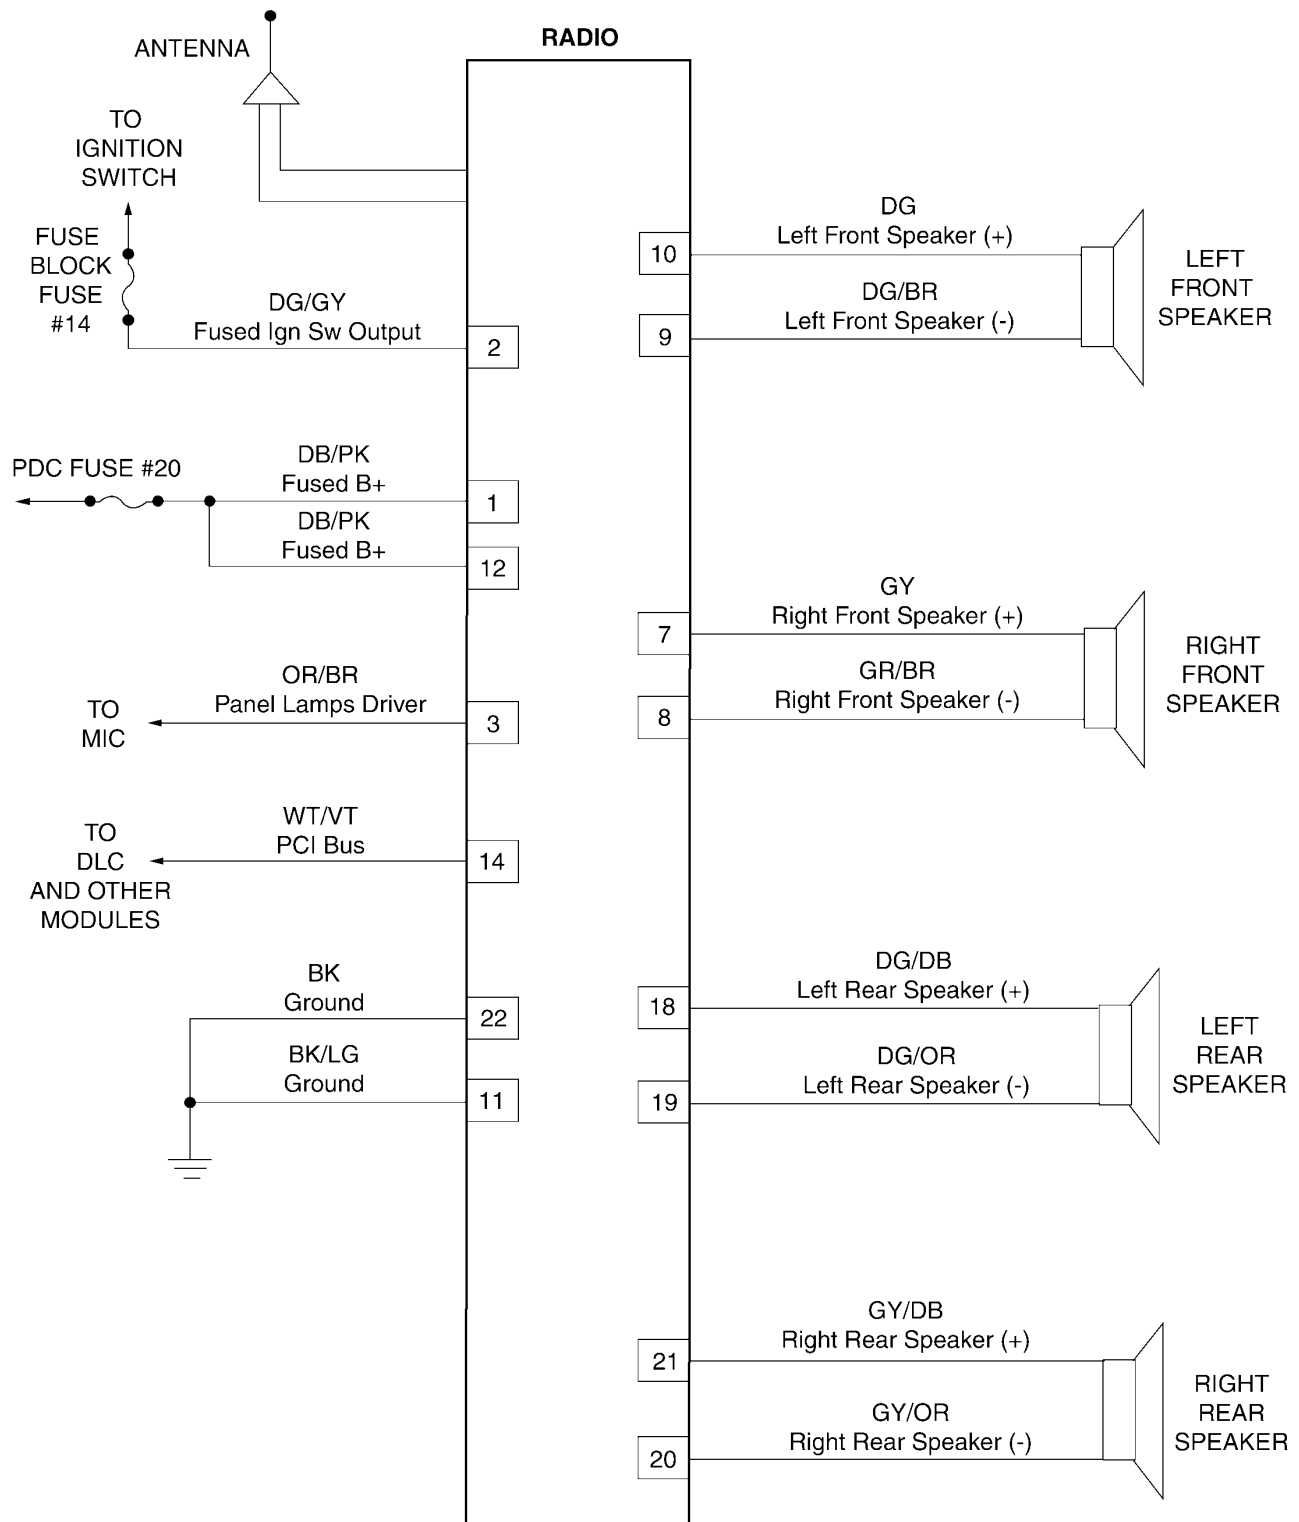 RADIO
ANTENNA
TO
IGNITION
SWITCH
FUSE
BLOCK
FUSE
#14
DG/GY
Fused Ign Sw Output
2
PDC FUSE #20
DB/PK
Fused B+
1
DB/PK
Fused B+
12
OR/BR
Panel Lamps Driver
TO
MIC
3
WT/VT
PCI Bus
TO
DLC
AND OTHER
MODULES
14
BK
Ground
22
BK/LG
Ground
11
DG
Left Front Speaker (+)
10
DG/BR
Left Front Speaker (-)
9
LEFT
FRONT
SPEAKER
GY
Right Front Speaker (+)
7
GR/BR
Right Front Speaker (-)
8
RIGHT
FRONT
SPEAKER
DG/DB
Left Rear Speaker (+)
18
DG/OR
Left Rear Speaker (-)
19
LEFT
REAR
SPEAKER
GY/DB
Right Rear Speaker (+)
21
GY/OR
Right Rear Speaker (-)
20
RIGHT
REAR
SPEAKER